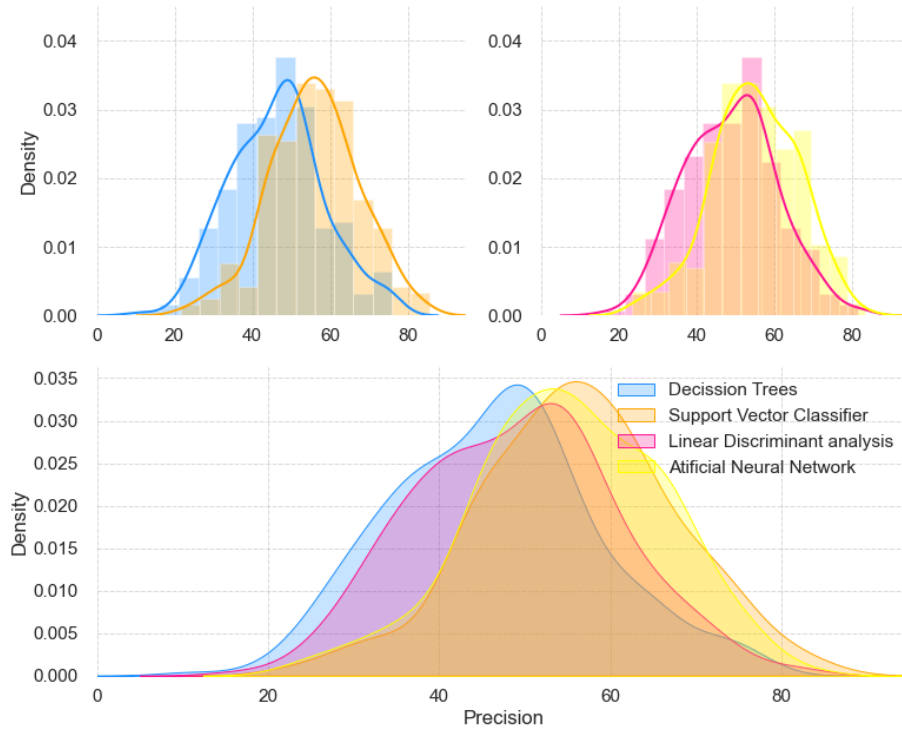 0.04
0.03
0.02
0.01
0.00
Density
0 20 40 60 80
0.04
0.03
0.02
0.01
0.00
0 20 40 60 80
0.035
0.030
0.025
0.020
0.015
0.010
0.005
0.000
Density
Decission Trees
Support Vector Classifier
Linear Discriminant analysis
Atificial Neural Network
0 20 40 60 80
Precision